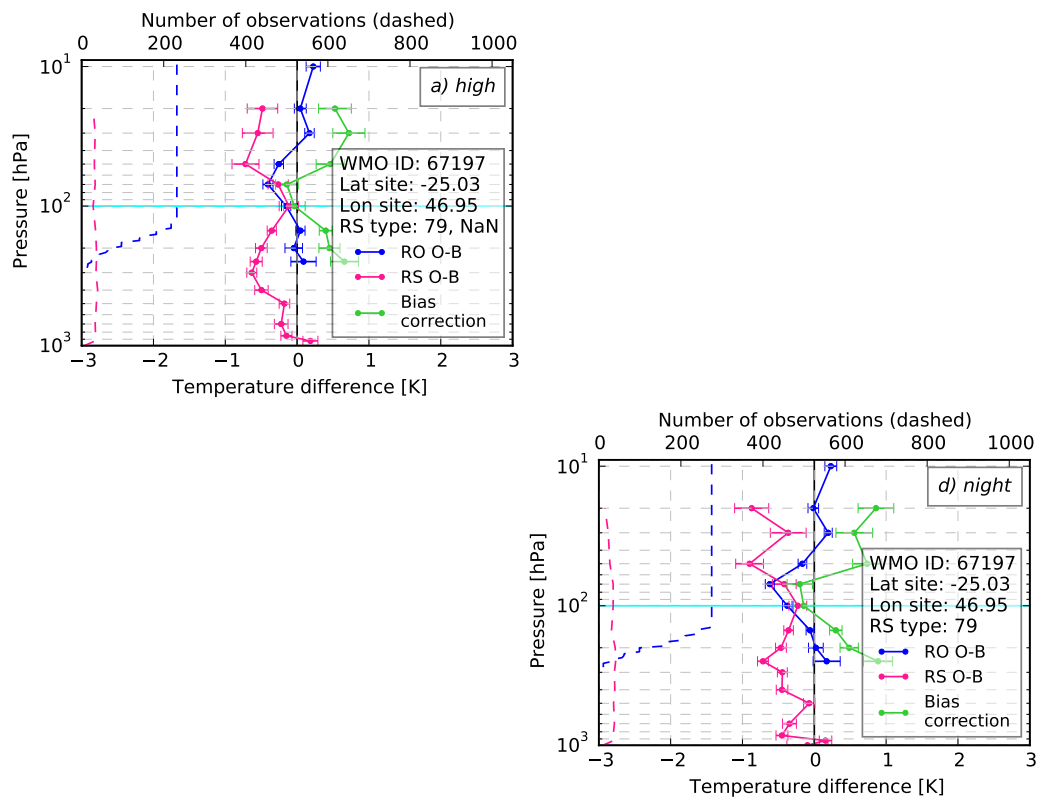 Number of observations (dashed)
0 200 400 600 800 1000
a) high
10¹
10²
10³
Pressure [hPa]
WMO ID: 67197
Lat site: -25.03
Lon site: 46.95
RS type: 79, NaN
RO O-B
RS O-B
Bias
correction
−3 −2 −1 0 1 2 3
Temperature difference [K]
Number of observations (dashed)
0 200 400 600 800 1000
d) night
10¹
10²
10³
Pressure [hPa]
WMO ID: 67197
Lat site: -25.03
Lon site: 46.95
RS type: 79
RO O-B
RS O-B
Bias
correction
−3 −2 −1 0 1 2 3
Temperature difference [K]